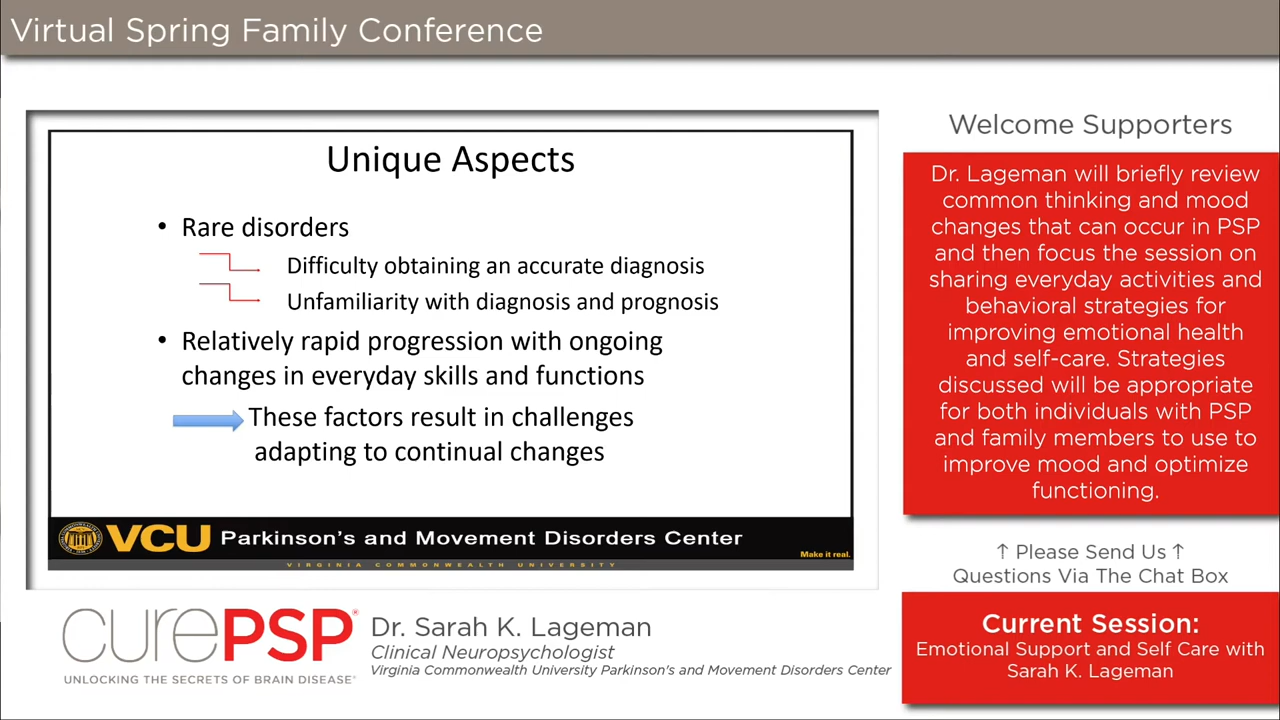 Virtual Spring Family Conference
Unique Aspects
• Rare disorders
Difficulty obtaining an accurate diagnosis
Unfamiliarity with diagnosis and prognosis
• Relatively rapid progression with ongoing
changes in everyday skills and functions
These factors result in challenges
adapting to continual changes
VCU Parkinson's and Movement Disorders Center
Make it real.
VIRGINIA COMMONWEALTH UNIVERSITY
curePSP®
UNLOCKING THE SECRETS OF BRAIN DISEASE®
Dr. Sarah K. Lageman
Clinical Neuropsychologist
Virginia Commonwealth University Parkinson's and Movement Disorders Center
Welcome Supporters
Dr. Lageman will briefly review
common thinking and mood
changes that can occur in PSP
and then focus the session on
sharing everyday activities and
behavioral strategies for
improving emotional health
and self-care. Strategies
discussed will be appropriate
for both individuals with PSP
and family members to use to
improve mood and optimize
functioning.
↑ Please Send Us ↑
Questions Via The Chat Box
Current Session:
Emotional Support and Self Care with
Sarah K. Lageman